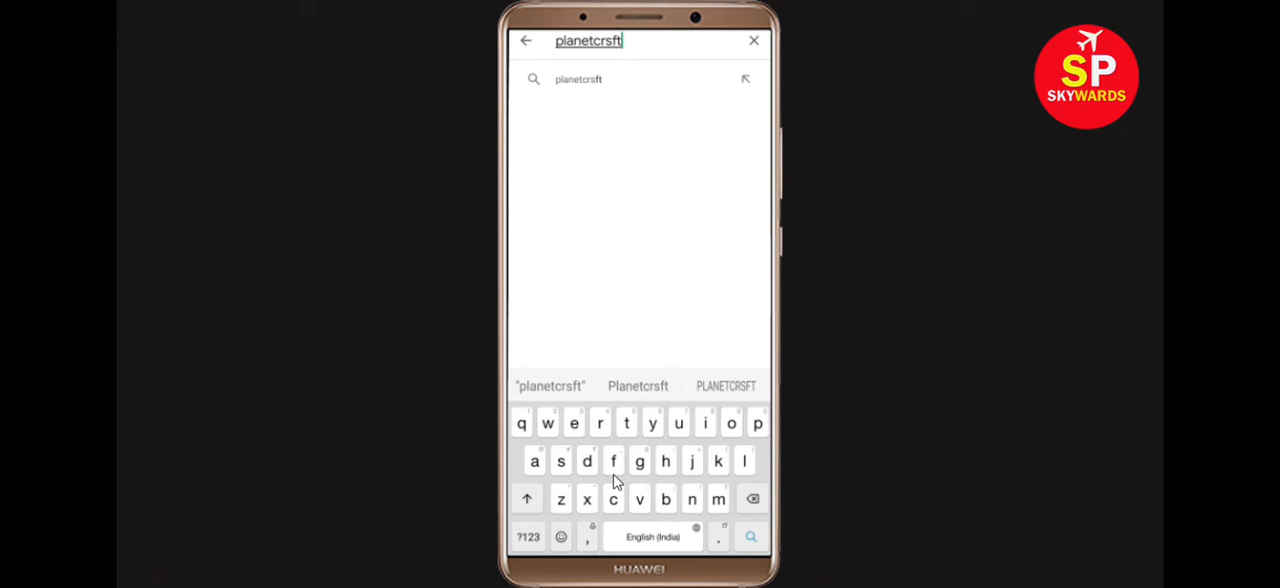 planetcrsft
planetcrsft
SP
SKYWARDS
"planetcrsft" Planetcrsft PLANETCRSFT
q w e r t y u i o p
a s d f g h j k l
z x c v b n m
?123 , English (India) .
HUAWEI